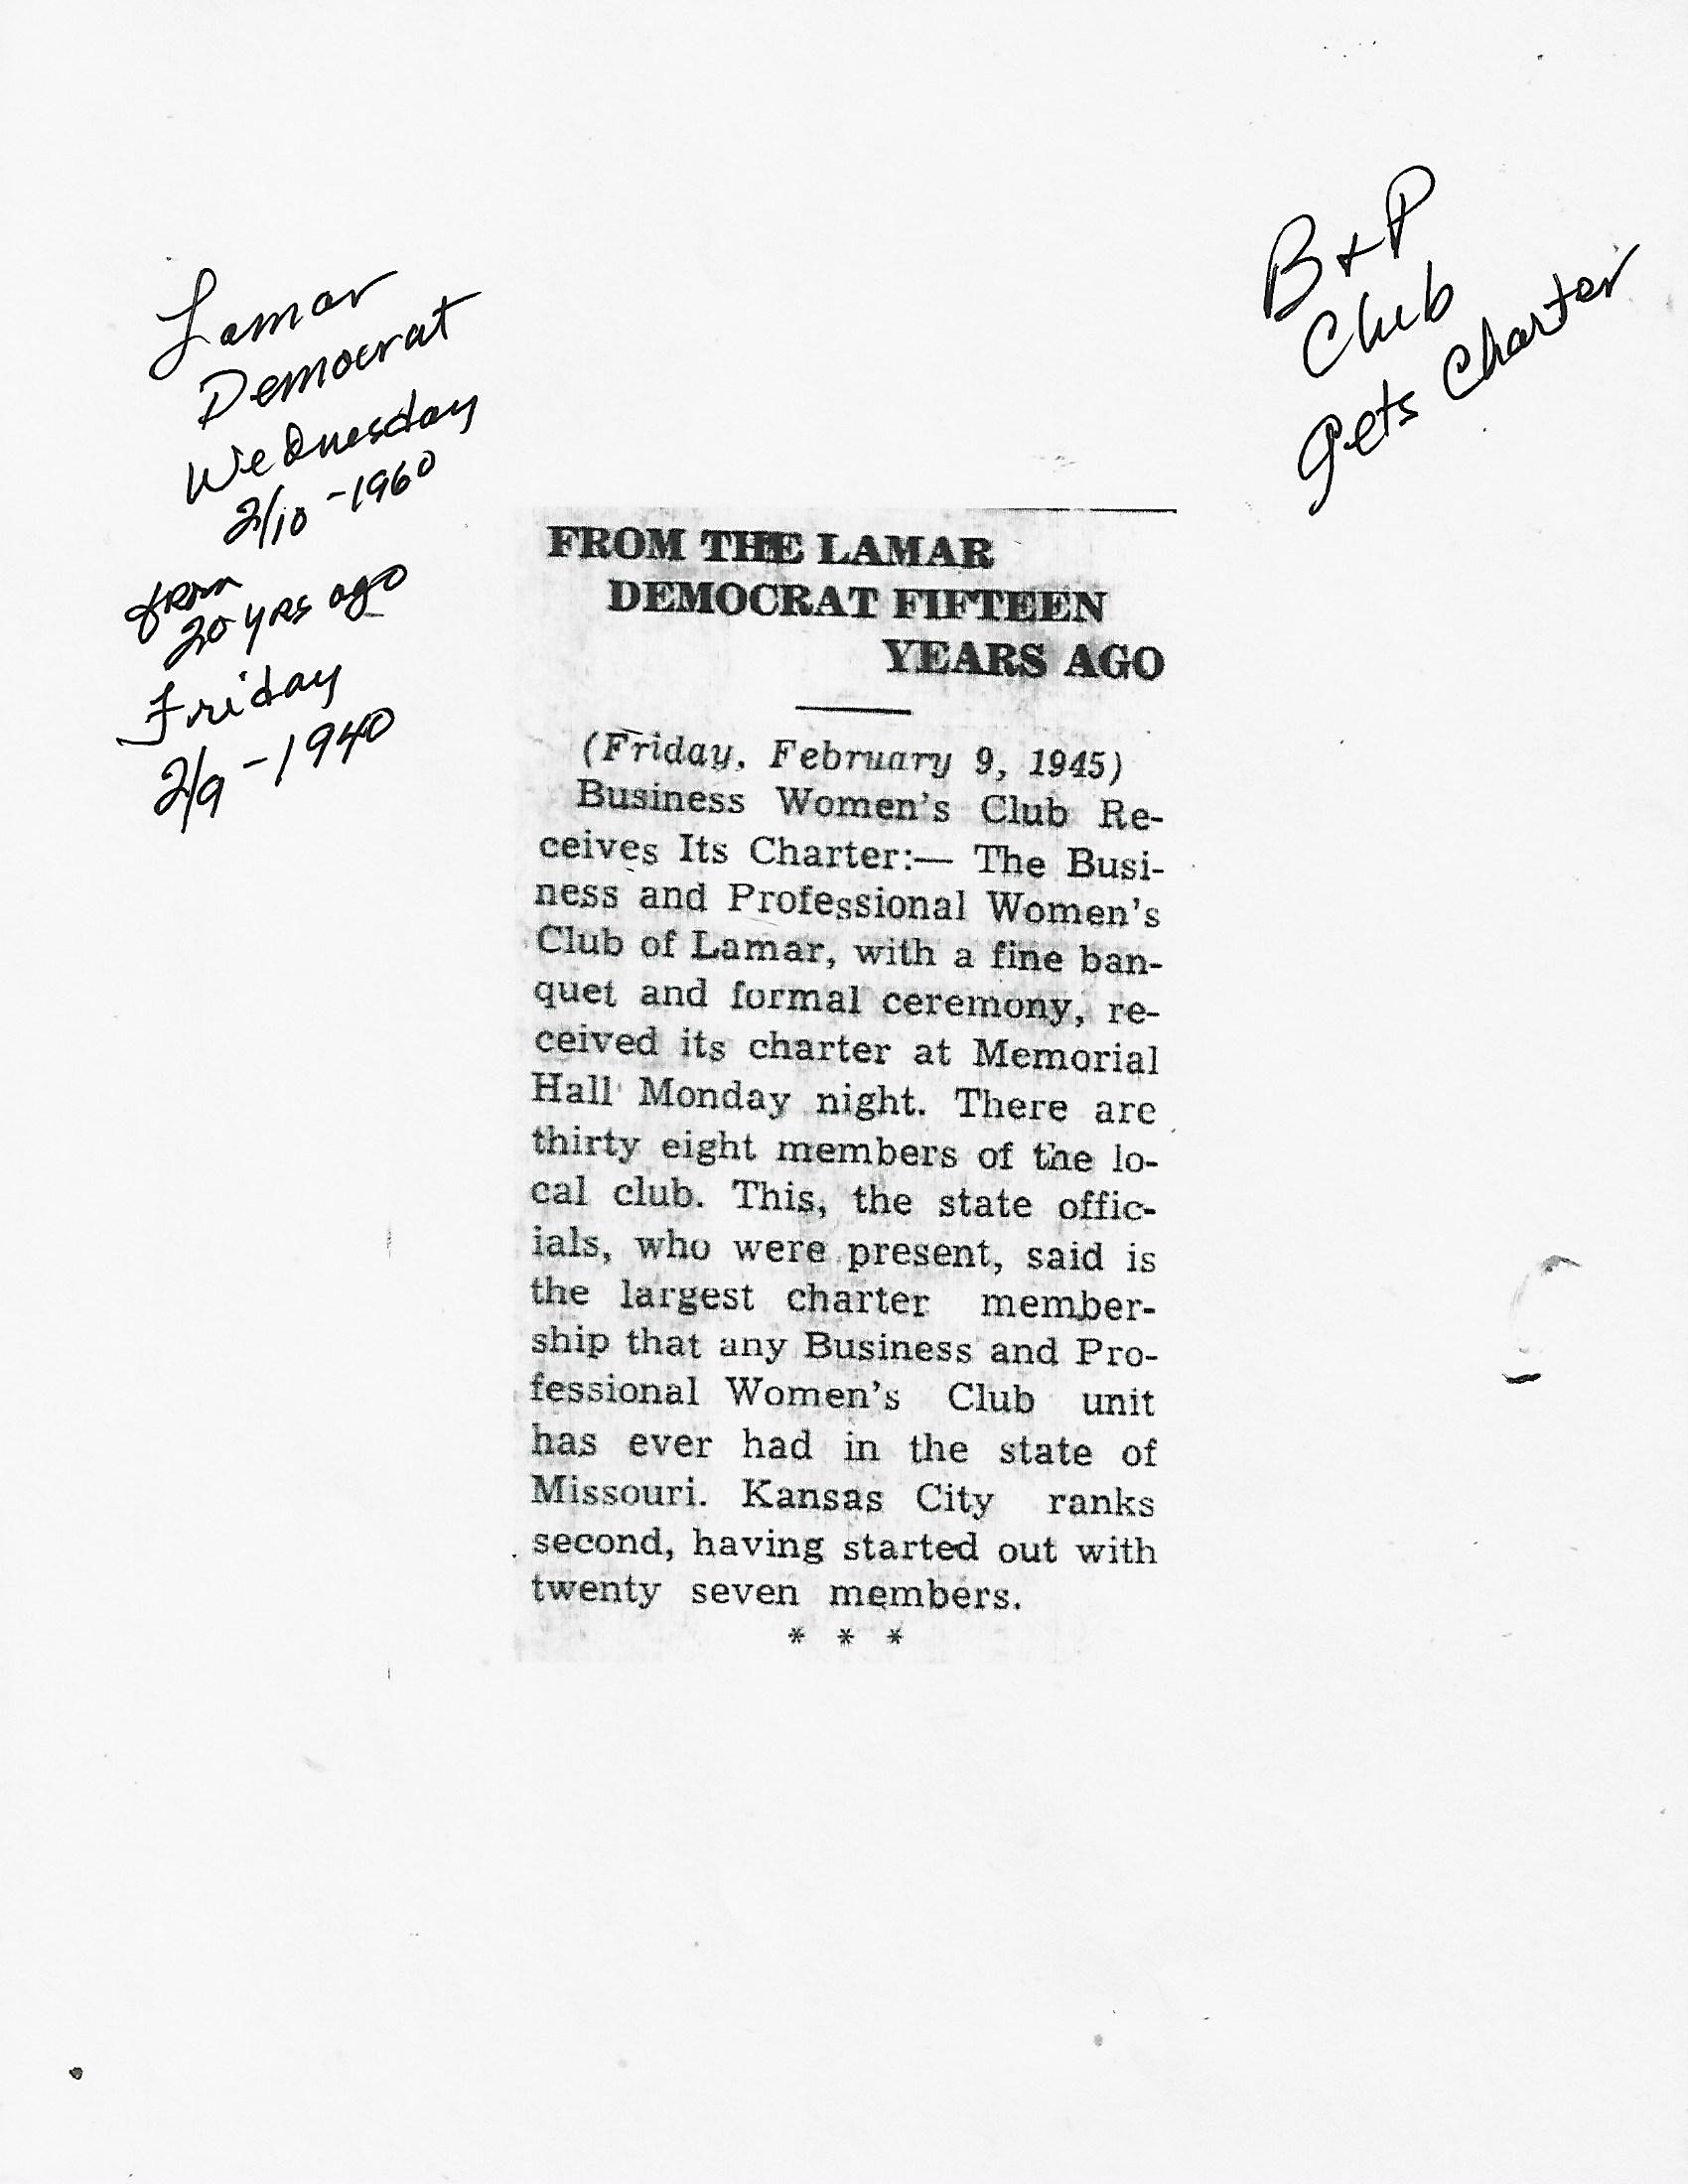 Lamar
Democrat
Wednesday
2/10-1960
from
20 yrs ago
Friday
2/9-1940
B+P
Club
gets Charter
FROM THE LAMAR
DEMOCRAT FIFTEEN
YEARS AGO
(Friday, February 9, 1945)
Business Women's Club Re-
ceives Its Charter:— The Busi-
ness and Professional Women's
Club of Lamar, with a fine ban-
quet and formal ceremony, re-
ceived its charter at Memorial
Hall Monday night. There are
thirty eight members of the lo-
cal club. This, the state offic-
ials, who were present, said is
the largest charter member-
ship that any Business and Pro-
fessional Women's Club unit
has ever had in the state of
Missouri. Kansas City ranks
second, having started out with
twenty seven members.
* * *